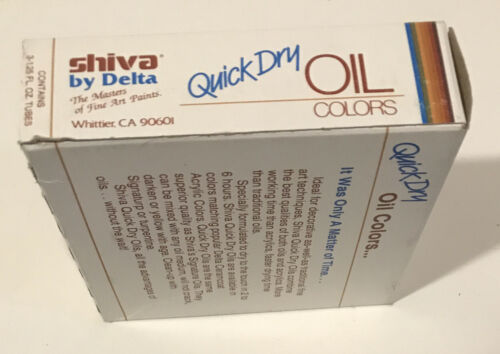 CONTAINS
3-1.25 FL. OZ. TUBES
shiva®
by Delta
The Masters
of Fine Art Paints.
Whittier, CA 90601
Quick Dry
OIL
COLORS
Quick Dry
Oil Colors...
It Was Only A Matter of Time...
Ideal for decorative as-well-as traditional fine
art techniques. Shiva Quick Dry Oils combine
the best qualities of both oils and acrylics. More
working time than acrylics, faster drying time
than traditional oils.
Specially formulated to dry to the touch in 2 to
6 hours. Shiva Quick Dry Oils are available in
colors matching popular Delta Ceramcoat
Acrylic Colors. Quick Dry Oils are the same
superior quality as Shiva's Signature Oils. They
can be mixed with any oil medium, will not crack,
darken or yellow with age. Clean-up with
Signaturp or turpentine.
Shiva Quick Dry Oils, all the advantages of
oils... without the wait!